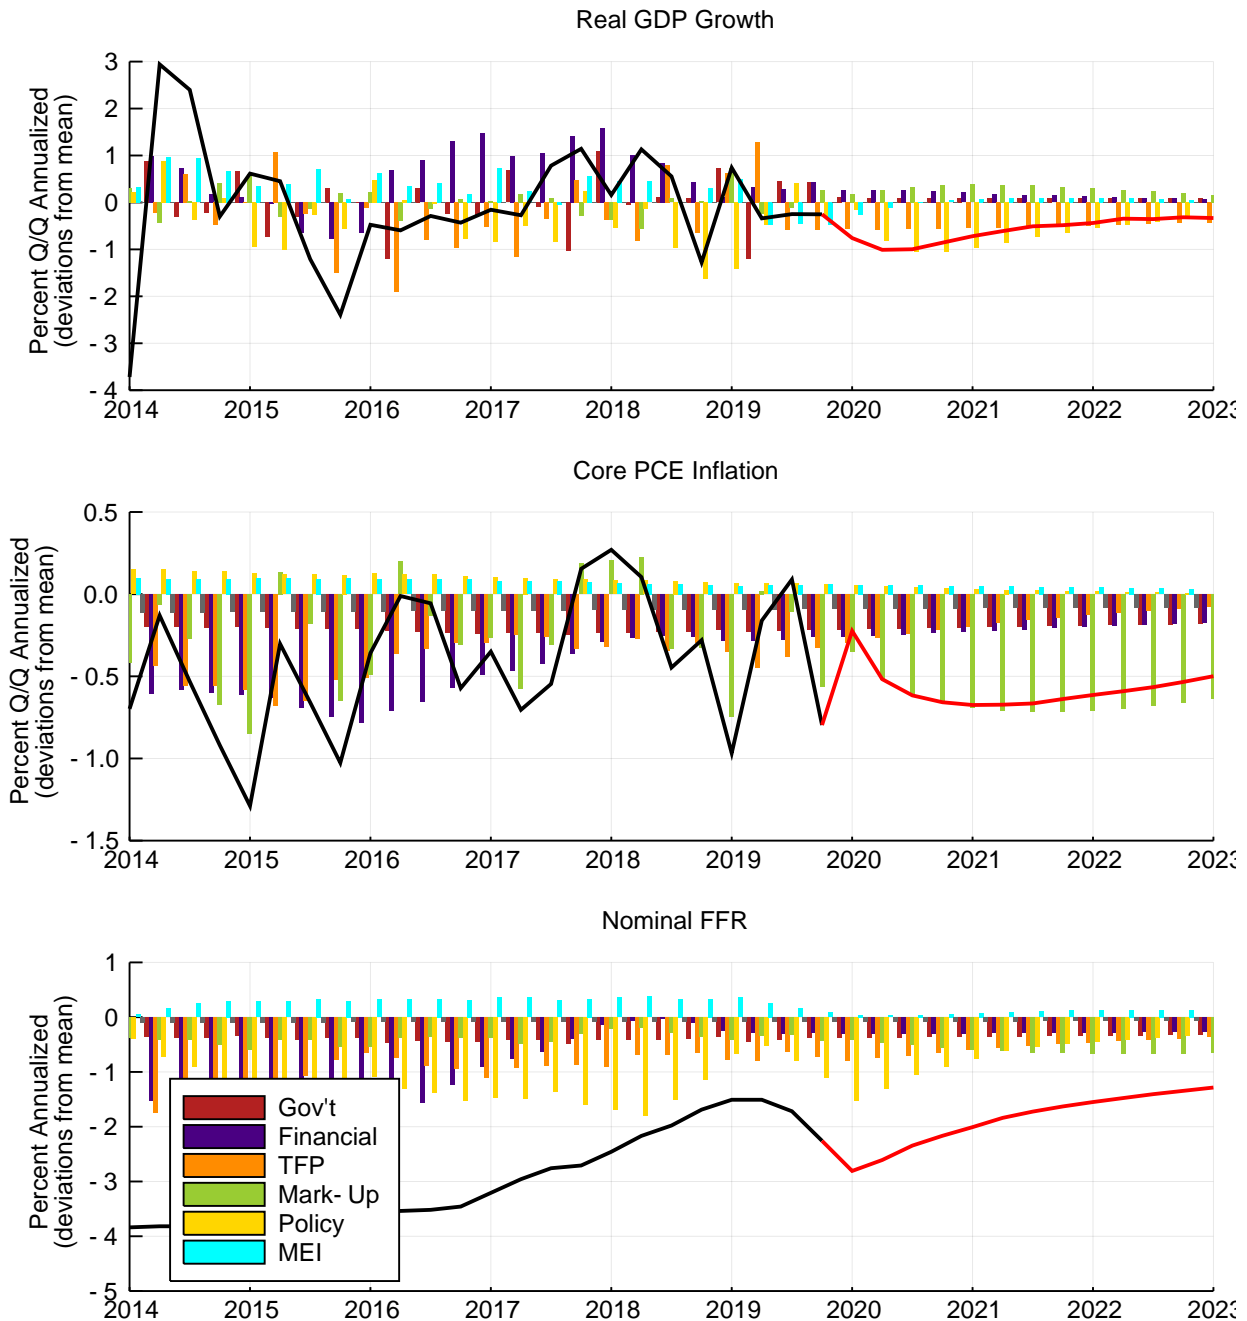 Real GDP Growth
Percent Q/Q Annualized
(deviations from mean)
3
2
1
0
- 1
- 2
- 3
- 4
2014 2015 2016 2017 2018 2019 2020 2021 2022 2023
Core PCE Inflation
Percent Q/Q Annualized
(deviations from mean)
0.5
0.0
- 0.5
- 1.0
- 1.5
2014 2015 2016 2017 2018 2019 2020 2021 2022 2023
Nominal FFR
Percent Annualized
(deviations from mean)
1
0
- 1
- 2
- 3
- 4
- 5
Gov't
Financial
TFP
Mark- Up
Policy
MEI
2014 2015 2016 2017 2018 2019 2020 2021 2022 2023